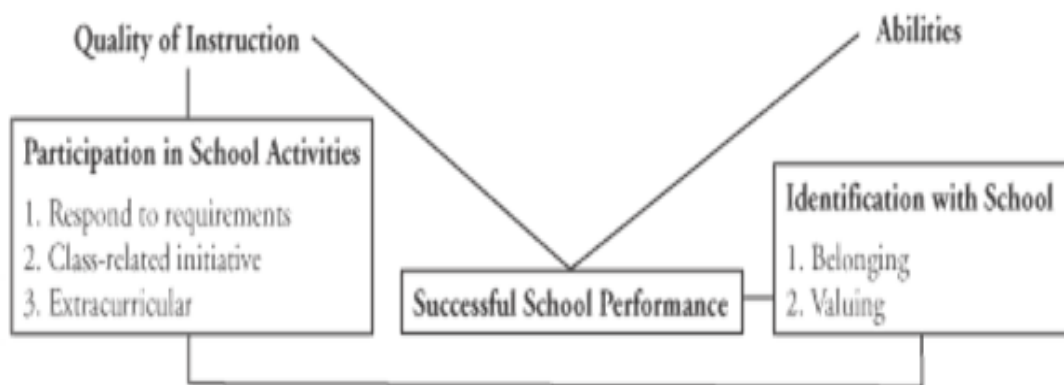 Quality of Instruction
Abilities
Participation in School Activities
1. Respond to requirements
2. Class-related initiative
3. Extracurricular
Successful School Performance
Identification with School
1. Belonging
2. Valuing